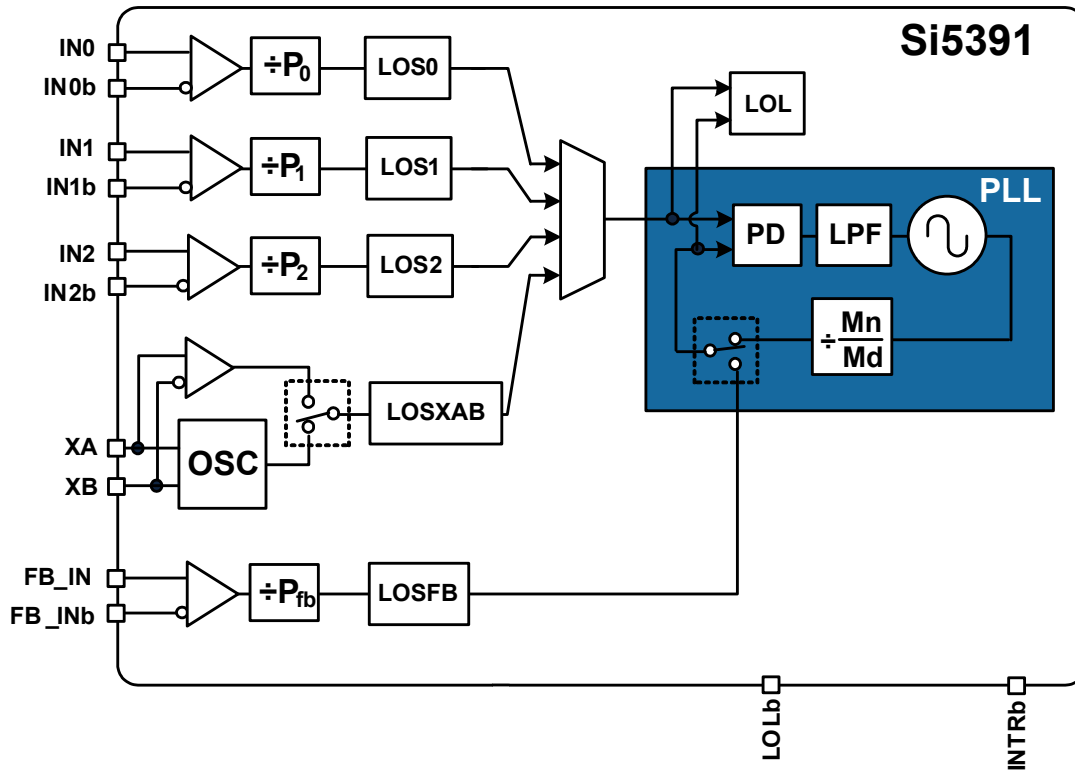 Si5391
IN0
IN0b
÷P0
LOS0
LOL
IN1
IN1b
÷P1
LOS1
PLL
PD
LPF
IN2
IN2b
÷P2
LOS2
÷ Mn
Md
LOSXAB
XA
XB
OSC
FB_IN
FB_INb
÷Pfb
LOSFB
LOLb
INTRb